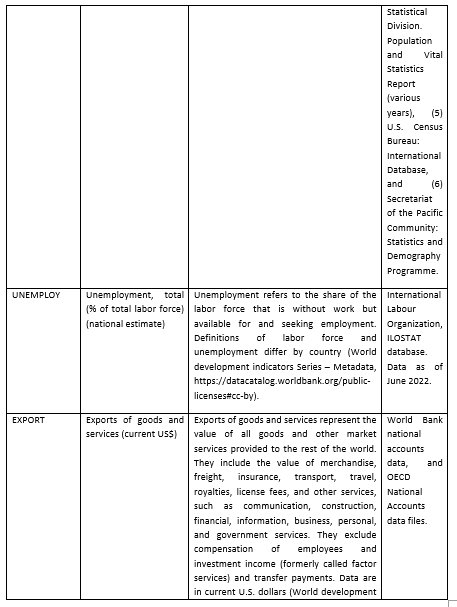 Statistical
Division.
Population
and Vital
Statistics
Report
(various
years), (5)
U.S. Census
Bureau:
International
Database,
and (6)
Secretariat
of the Pacific
Community:
Statistics and
Demography
Programme.
UNEMPLOY
Unemployment, total
(% of total labor force)
(national estimate)
Unemployment refers to the share of the
labor force that is without work but
available for and seeking employment.
Definitions of labor force and
unemployment differ by country (World
development indicators Series – Metadata,
https://datacatalog.worldbank.org/public-
licenses#cc-by).
International
Labour
Organization,
ILOSTAT
database.
Data as of
June 2022.
EXPORT
Exports of goods and
services (current US$)
Exports of goods and services represent the
value of all goods and other market
services provided to the rest of the world.
They include the value of merchandise,
freight, insurance, transport, travel,
royalties, license fees, and other services,
such as communication, construction,
financial, information, business, personal,
and government services. They exclude
compensation of employees and
investment income (formerly called factor
services) and transfer payments. Data are
in current U.S. dollars (World development
World Bank
national
accounts
data, and
OECD
National
Accounts
data files.